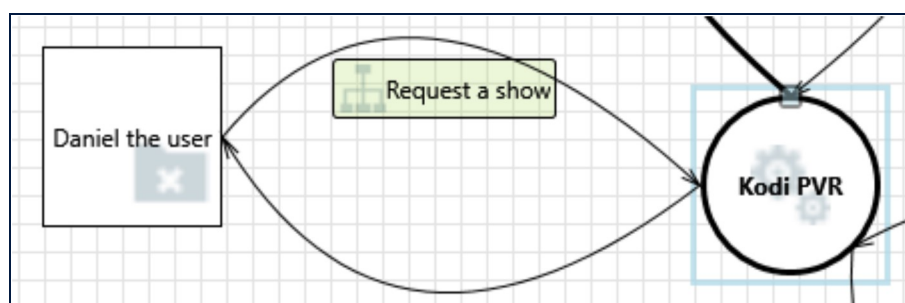 Daniel the user
Request a show
Kodi PVR